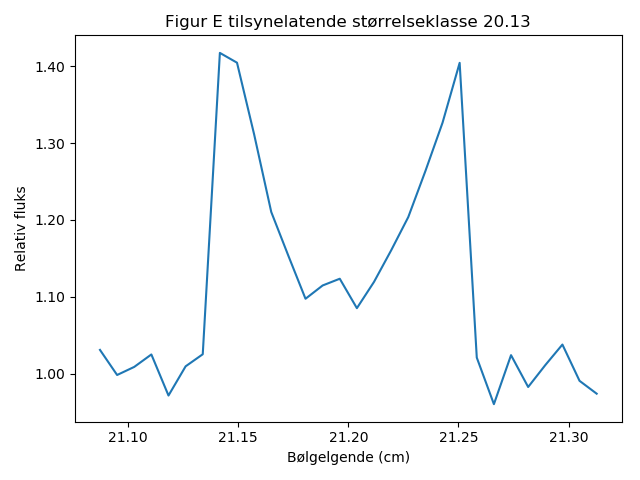 Figur E tilsynelatende størrelseklasse 20.13
1.40
1.30
1.20
1.10
1.00
Relativ fluks
21.10 21.15 21.20 21.25 21.30
Bølgelgende (cm)